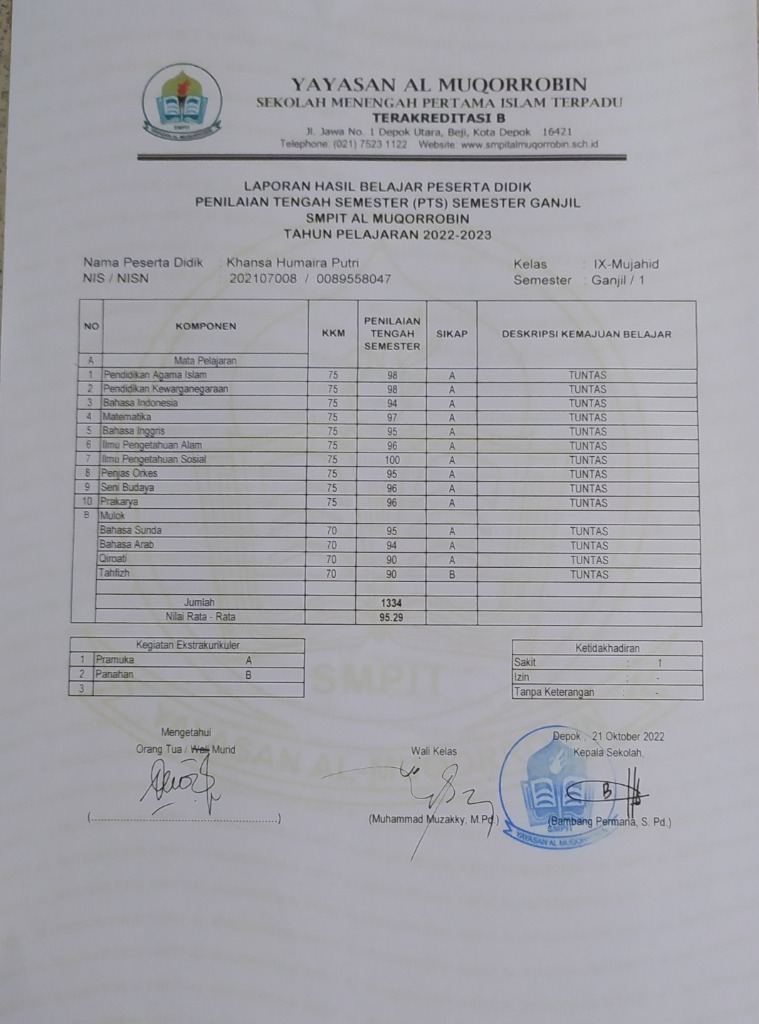 YAYASAN AL MUQORROBIN
SEKOLAH MENENGAH PERTAMA ISLAM TERPADU
TERAKREDITASI B
Jl. Jawa No. 1 Depok Utara, Beji, Kota Depok 16421
Telephone: (021) 7523 1122 Website: www.smpitalmuqorrobin.sch.id
SMPIT
LAPORAN HASIL BELAJAR PESERTA DIDIK
PENILAIAN TENGAH SEMESTER (PTS) SEMESTER GANJIL
SMPIT AL MUQORROBIN
TAHUN PELAJARAN 2022-2023
Nama Peserta Didik : Khansa Humaira Putri Kelas : IX-Mujahid
NIS / NISN : 202107008 / 0089558047 Semester : Ganjil / 1
NO KOMPONEN KKM PENILAIAN TENGAH SEMESTER SIKAP DESKRIPSI KEMAJUAN BELAJAR
A Mata Pelajaran
1 Pendidikan Agama Islam 75 98 A TUNTAS
2 Pendidikan Kewarganegaraan 75 98 A TUNTAS
3 Bahasa Indonesia 75 94 A TUNTAS
4 Matematika 75 97 A TUNTAS
5 Bahasa Inggris 75 95 A TUNTAS
6 Ilmu Pengetahuan Alam 75 96 A TUNTAS
7 Ilmu Pengetahuan Sosial 75 100 A TUNTAS
8 Penjas Orkes 75 95 A TUNTAS
9 Seni Budaya 75 96 A TUNTAS
10 Prakarya 75 96 A TUNTAS
B Mulok
Bahasa Sunda 70 95 A TUNTAS
Bahasa Arab 70 94 A TUNTAS
Qiroati 70 90 A TUNTAS
Tahfizh 70 90 B TUNTAS
Jumlah 1334
Nilai Rata - Rata 95.29
Kegiatan Ekstrakurikuler
1 Pramuka A
2 Panahan B
3
Ketidakhadiran
Sakit : 1
Izin : -
Tanpa Keterangan : -
SMPIT
YAYASAN AL MUQORROBIN
Mengetahui
Orang Tua / Wali Murid
(................................................)
Wali Kelas
(Muhammad Muzakky, M.Pd.)
Depok , 21 Oktober 2022
Kepala Sekolah,
(Bambang Permana, S. Pd.)
SMPIT